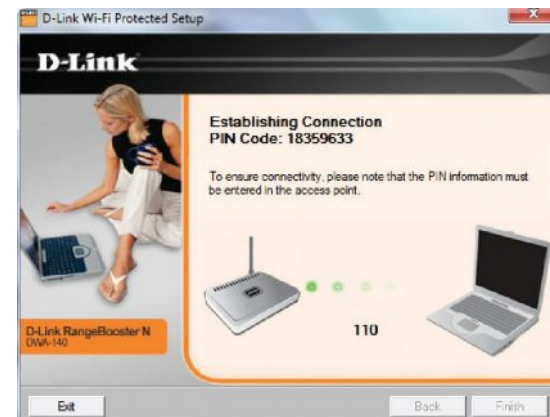 D-Link Wi-Fi Protected Setup
D-Link
Establishing Connection
PIN Code: 18359633
To ensure connectivity, please note that the PIN information must
be entered in the access point.
110
D-Link RangeBooster N
DWA-140
Exit
Back
Finish